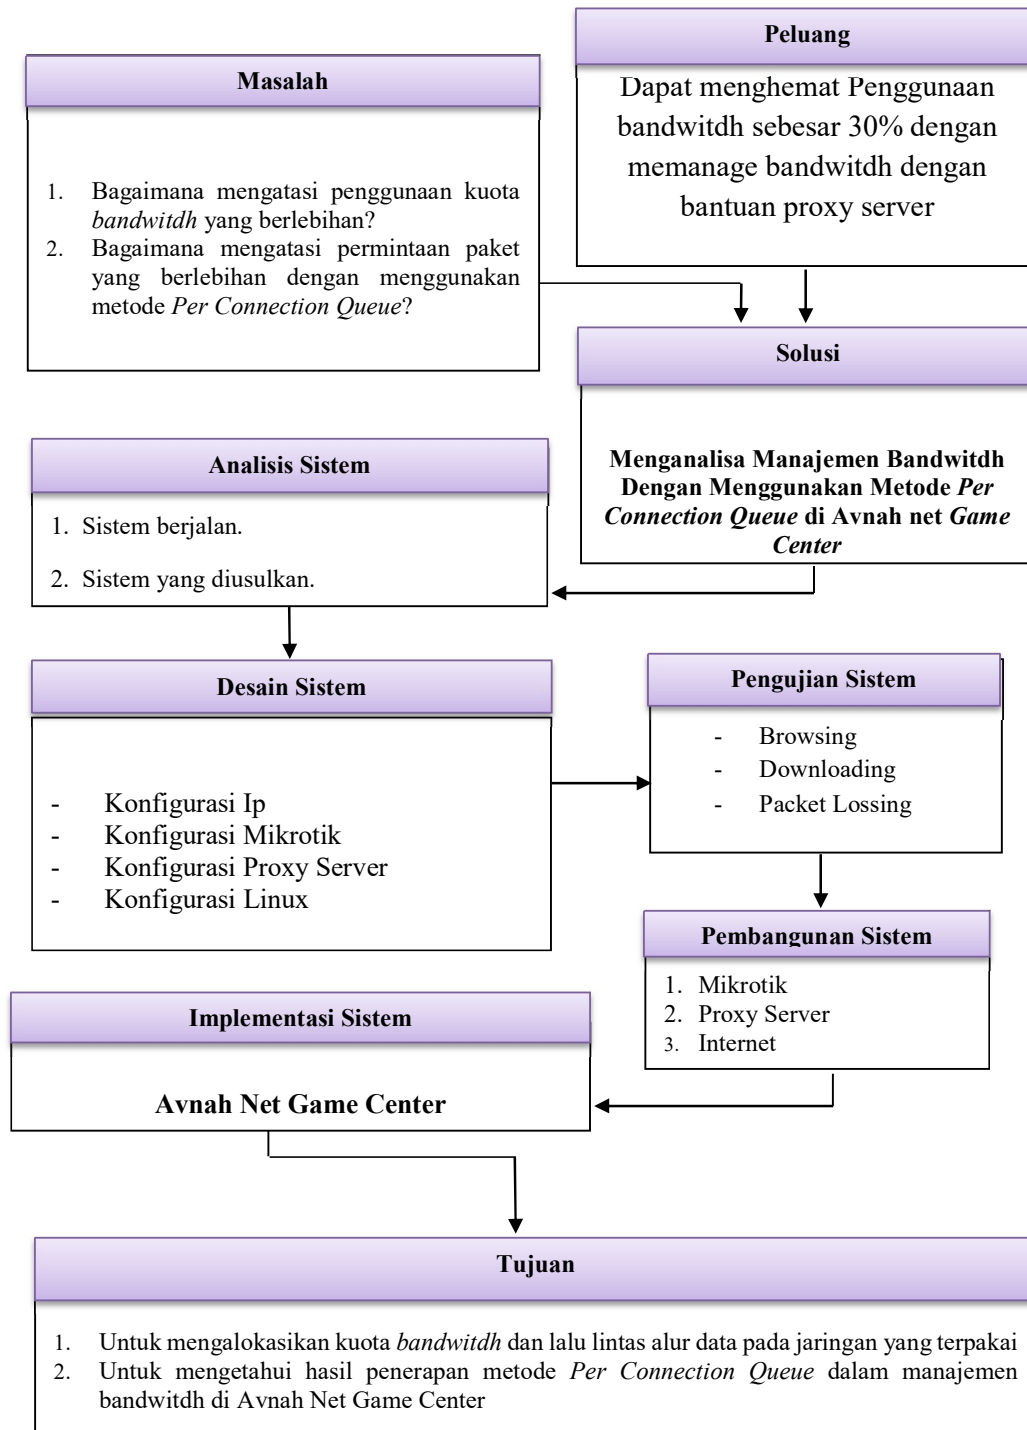 Peluang
Dapat menghemat Penggunaan
bandwitdh sebesar 30% dengan
memanage bandwitdh dengan
bantuan proxy server
Masalah
1. Bagaimana mengatasi penggunaan kuota
bandwitdh yang berlebihan?
2. Bagaimana mengatasi permintaan paket
yang berlebihan dengan menggunakan
metode Per Connection Queue?
Solusi
Menganalisa Manajemen Bandwitdh
Dengan Menggunakan Metode Per
Connection Queue di Avnah net Game
Center
Analisis Sistem
1. Sistem berjalan.
2. Sistem yang diusulkan.
Desain Sistem
- Konfigurasi Ip
- Konfigurasi Mikrotik
- Konfigurasi Proxy Server
- Konfigurasi Linux
Pengujian Sistem
- Browsing
- Downloading
- Packet Lossing
Pembangunan Sistem
1. Mikrotik
2. Proxy Server
3. Internet
Implementasi Sistem
Avnah Net Game Center
Tujuan
1. Untuk mengalokasikan kuota bandwitdh dan lalu lintas alur data pada jaringan yang terpakai
2. Untuk mengetahui hasil penerapan metode Per Connection Queue dalam manajemen
bandwitdh di Avnah Net Game Center